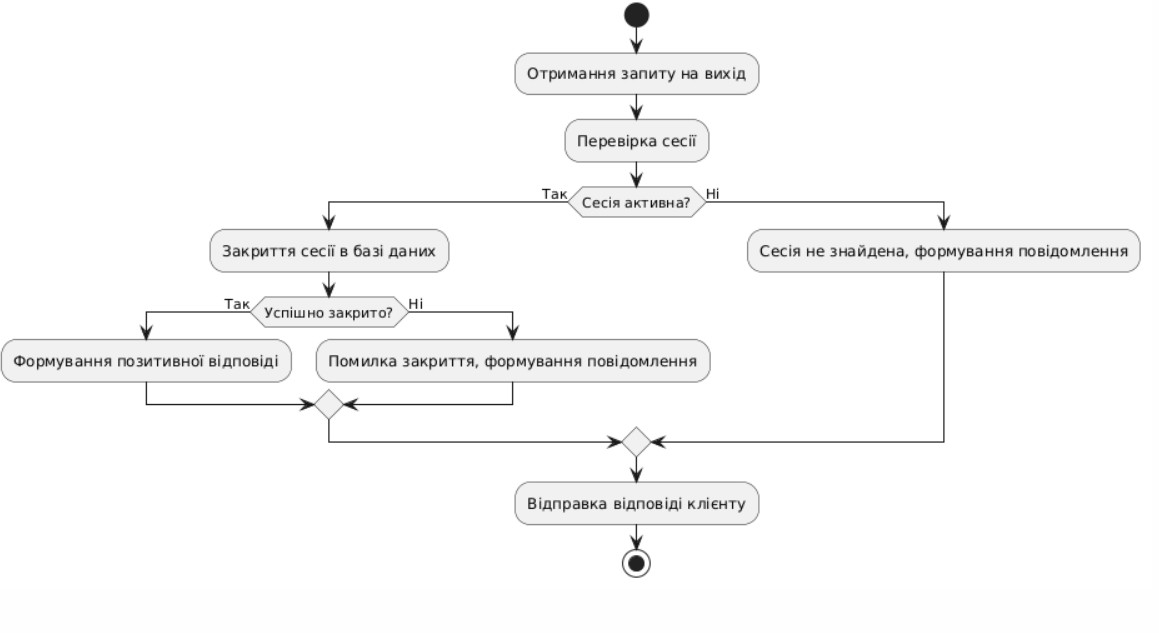 Отримання запиту на вихід
Перевірка сесії
Так
Сесія активна?
Ні
Закриття сесії в базі даних
Сесія не знайдена, формування повідомлення
Так
Успішно закрито?
Ні
Формування позитивної відповіді
Помилка закриття, формування повідомлення
Відправка відповіді клієнту